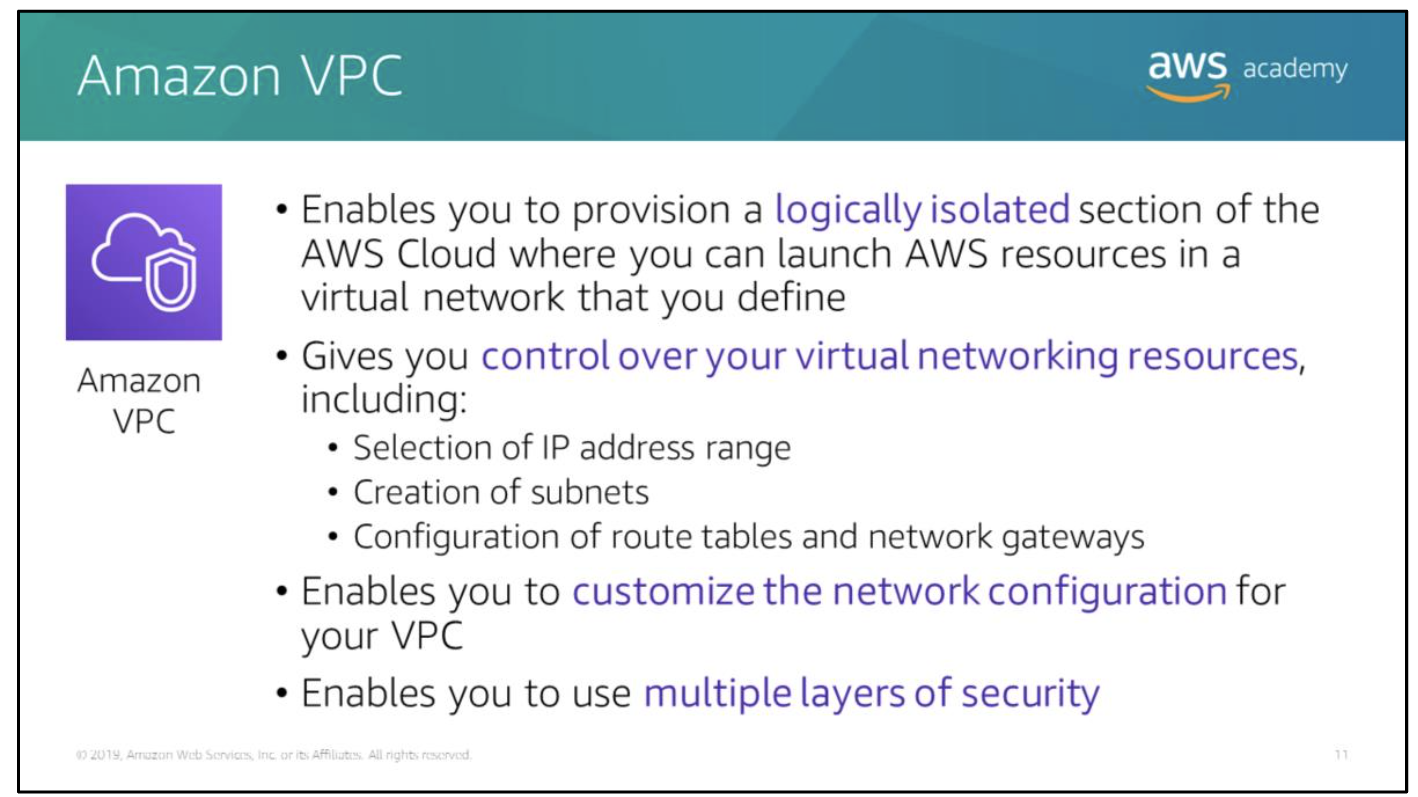 Amazon VPC
aws academy
• Enables you to provision a logically isolated section of the
AWS Cloud where you can launch AWS resources in a
virtual network that you define
• Gives you control over your virtual networking resources,
including:
• Selection of IP address range
• Creation of subnets
• Configuration of route tables and network gateways
• Enables you to customize the network configuration for
your VPC
• Enables you to use multiple layers of security
Amazon
VPC
© 2019, Amazon Web Services, Inc. or its Affiliates. All rights reserved.
11